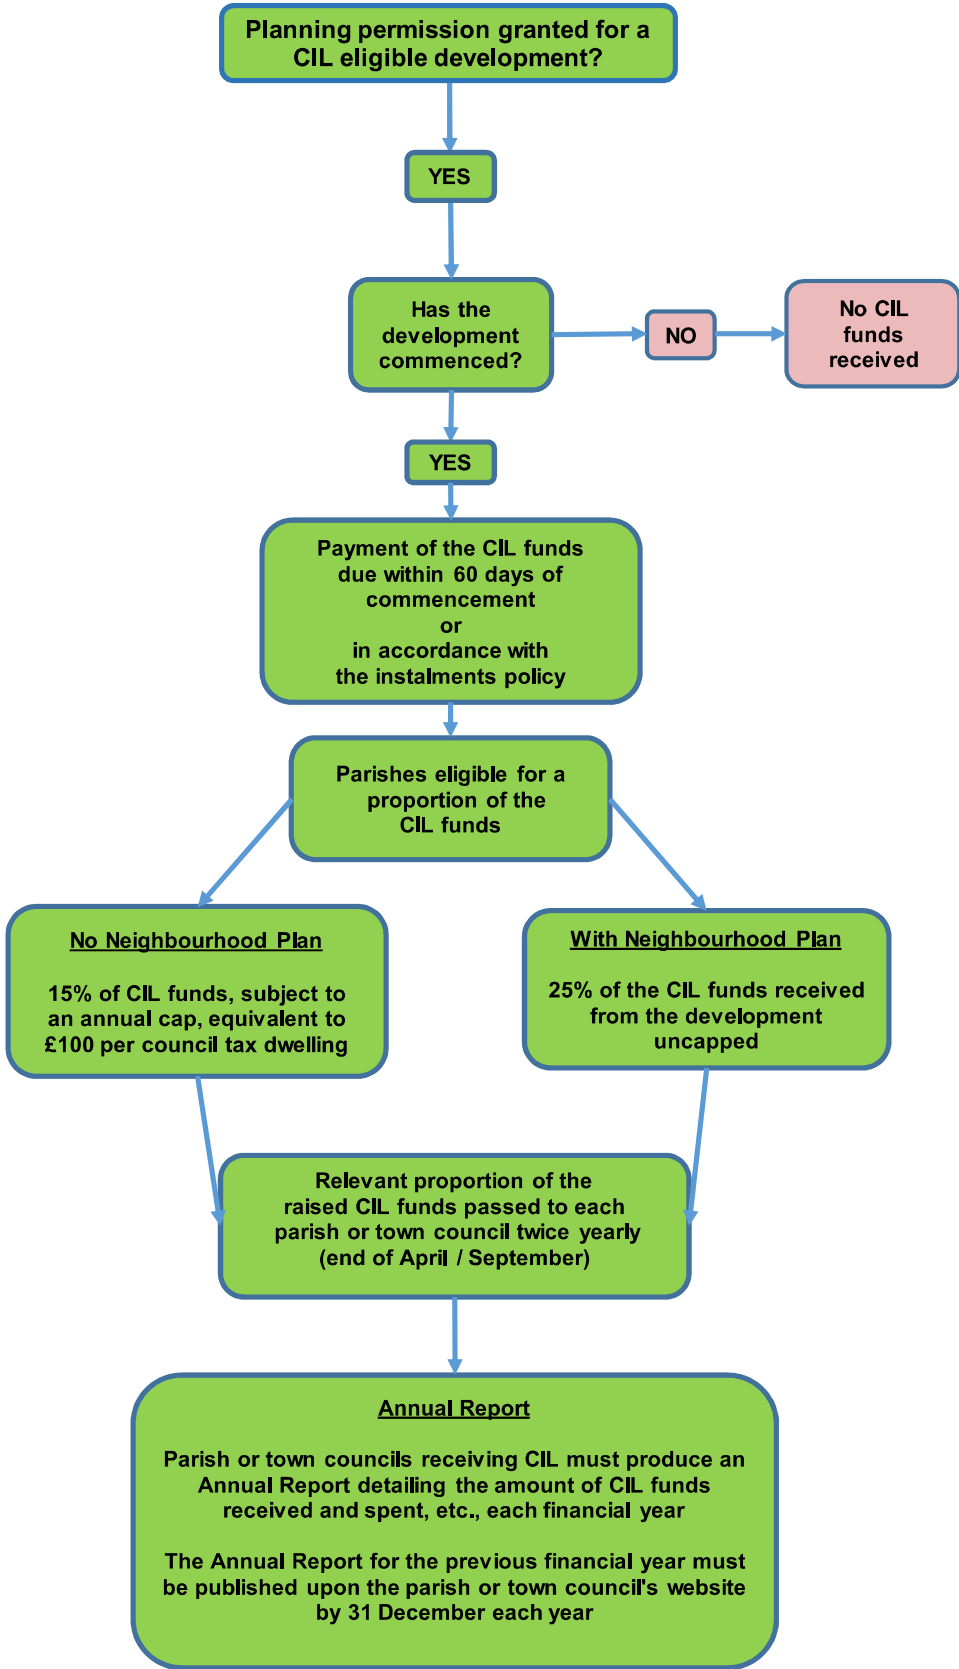 Planning permission granted for a
CIL eligible development?
YES
Has the
development
commenced?
NO
No CIL
funds
received
YES
Payment of the CIL funds
due within 60 days of
commencement
or
in accordance with
the instalments policy
Parishes eligible for a
proportion of the
CIL funds
No Neighbourhood Plan
15% of CIL funds, subject to
an annual cap, equivalent to
£100 per council tax dwelling
With Neighbourhood Plan
25% of the CIL funds received
from the development
uncapped
Relevant proportion of the
raised CIL funds passed to each
parish or town council twice yearly
(end of April / September)
Annual Report
Parish or town councils receiving CIL must produce an
Annual Report detailing the amount of CIL funds
received and spent, etc., each financial year
The Annual Report for the previous financial year must
be published upon the parish or town council's website
by 31 December each year